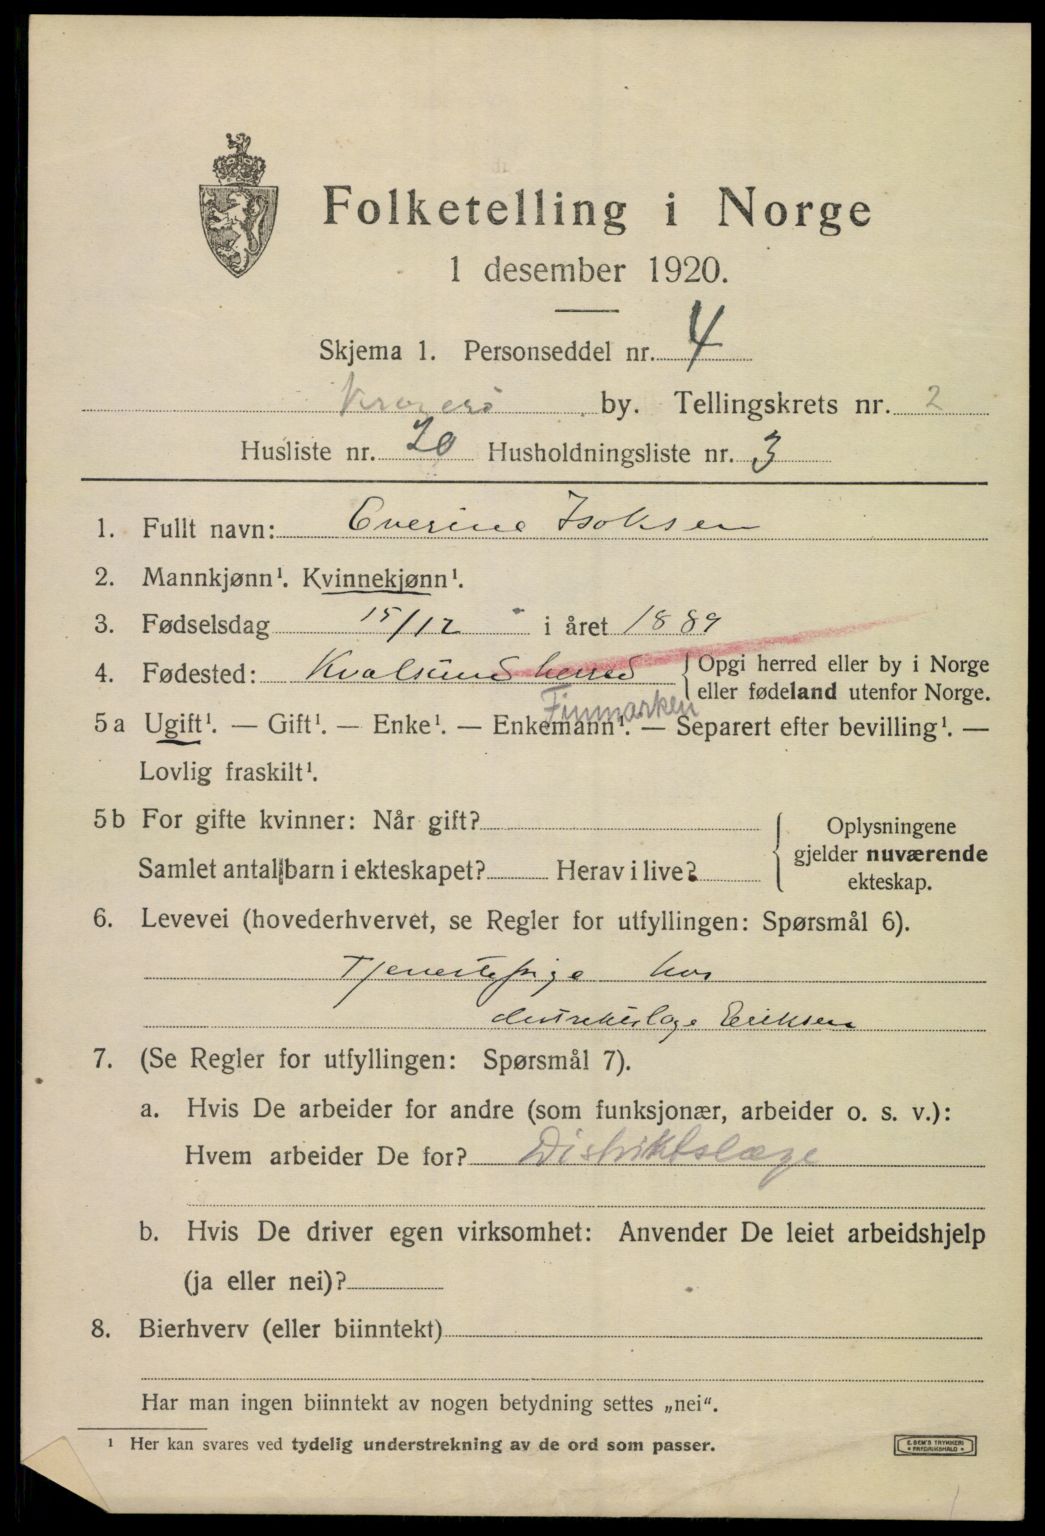 Folketelling i Norge
1 desember 1920.
Skjema 1. Personseddel nr. 4
Kragerø by. Tellingskrets nr. 2
Husliste nr. 20 Husholdningsliste nr. 3
1. Fullt navn: Everine Isaksen
2. Mannkjønn¹. Kvinnekjønn¹.
3. Fødselsdag 15/12 i året 1889
4. Fødested: Kvalsund herred { Opgi herred eller by i Norge
eller fødeland utenfor Norge.
Finmarken
5 a Ugift¹. — Gift¹. — Enke¹. — Enkemann¹. — Separert efter bevilling¹. —
Lovlig fraskilt¹.
5 b For gifte kvinner: Når gift?
Samlet antal barn i ekteskapet? Herav i live?
Oplysningene
gjelder nuværende
ekteskap.
6. Levevei (hovederhvervet, se Regler for utfyllingen: Spørsmål 6).
Tjenestepige hos
distriktslæge Eriksen
7. (Se Regler for utfyllingen: Spørsmål 7).
a. Hvis De arbeider for andre (som funksjonær, arbeider o. s. v.):
Hvem arbeider De for? Distriktslæge
b. Hvis De driver egen virksomhet: Anvender De leiet arbeidshjelp
(ja eller nei)?
8. Bierhverv (eller biinntekt)
Har man ingen biinntekt av nogen betydning settes „nei“.
¹ Her kan svares ved tydelig understrekning av de ord som passer.
E. SEM'S TRYKKERI
FREDRIKSHALD